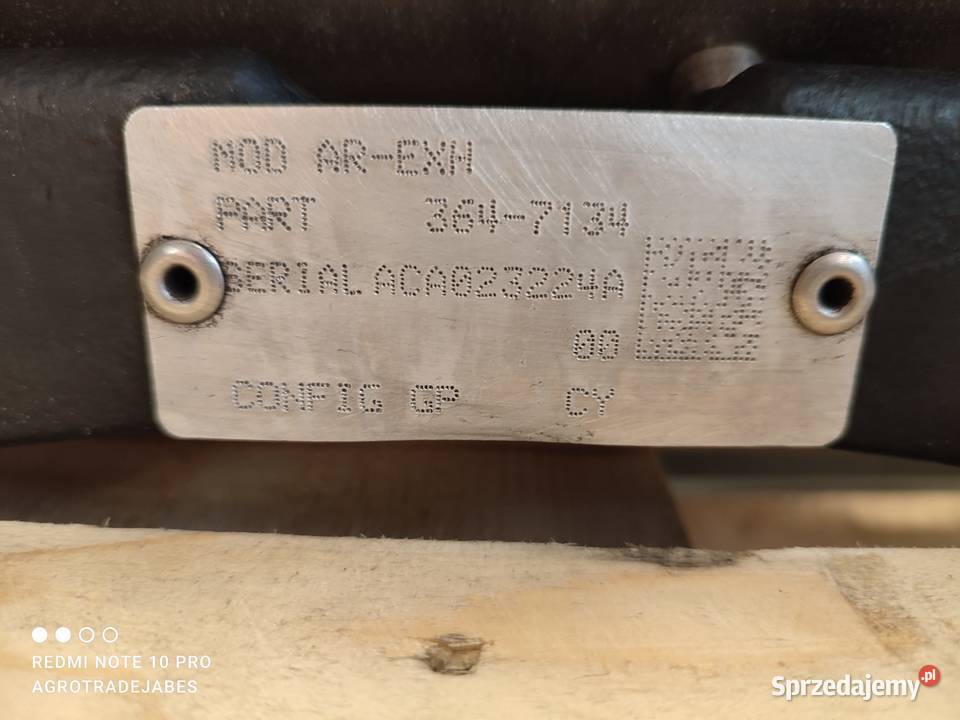 MOD AR-EXH
PART 364-7134
SERIAL ACA023224A
00
CONFIG GP CY
REDMI NOTE 10 PRO
AGROTRADEJABES
Sprzedajemy.pl